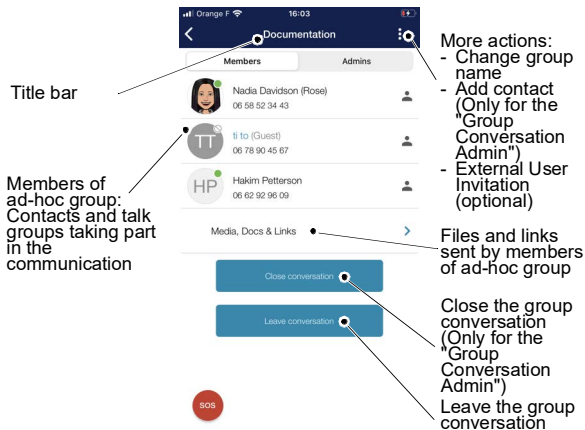 Orange F
16:03
Documentation
Members
Admins
Nadia Davidson (Rose)
06 58 52 34 43
TT
ti to (Guest)
06 78 90 45 67
HP
Hakim Petterson
06 62 92 96 09
Media, Docs & Links
Close conversation
Leave conversation
SOS
Title bar
Members of
ad-hoc group:
Contacts and talk
groups taking part
in the
communication
More actions:
- Change group
name
- Add contact
(Only for the
"Group
Conversation
Admin")
- External User
Invitation
(optional)
Files and links
sent by members
of ad-hoc group
Close the group
conversation
(Only for the
"Group
Conversation
Admin")
Leave the group
conversation